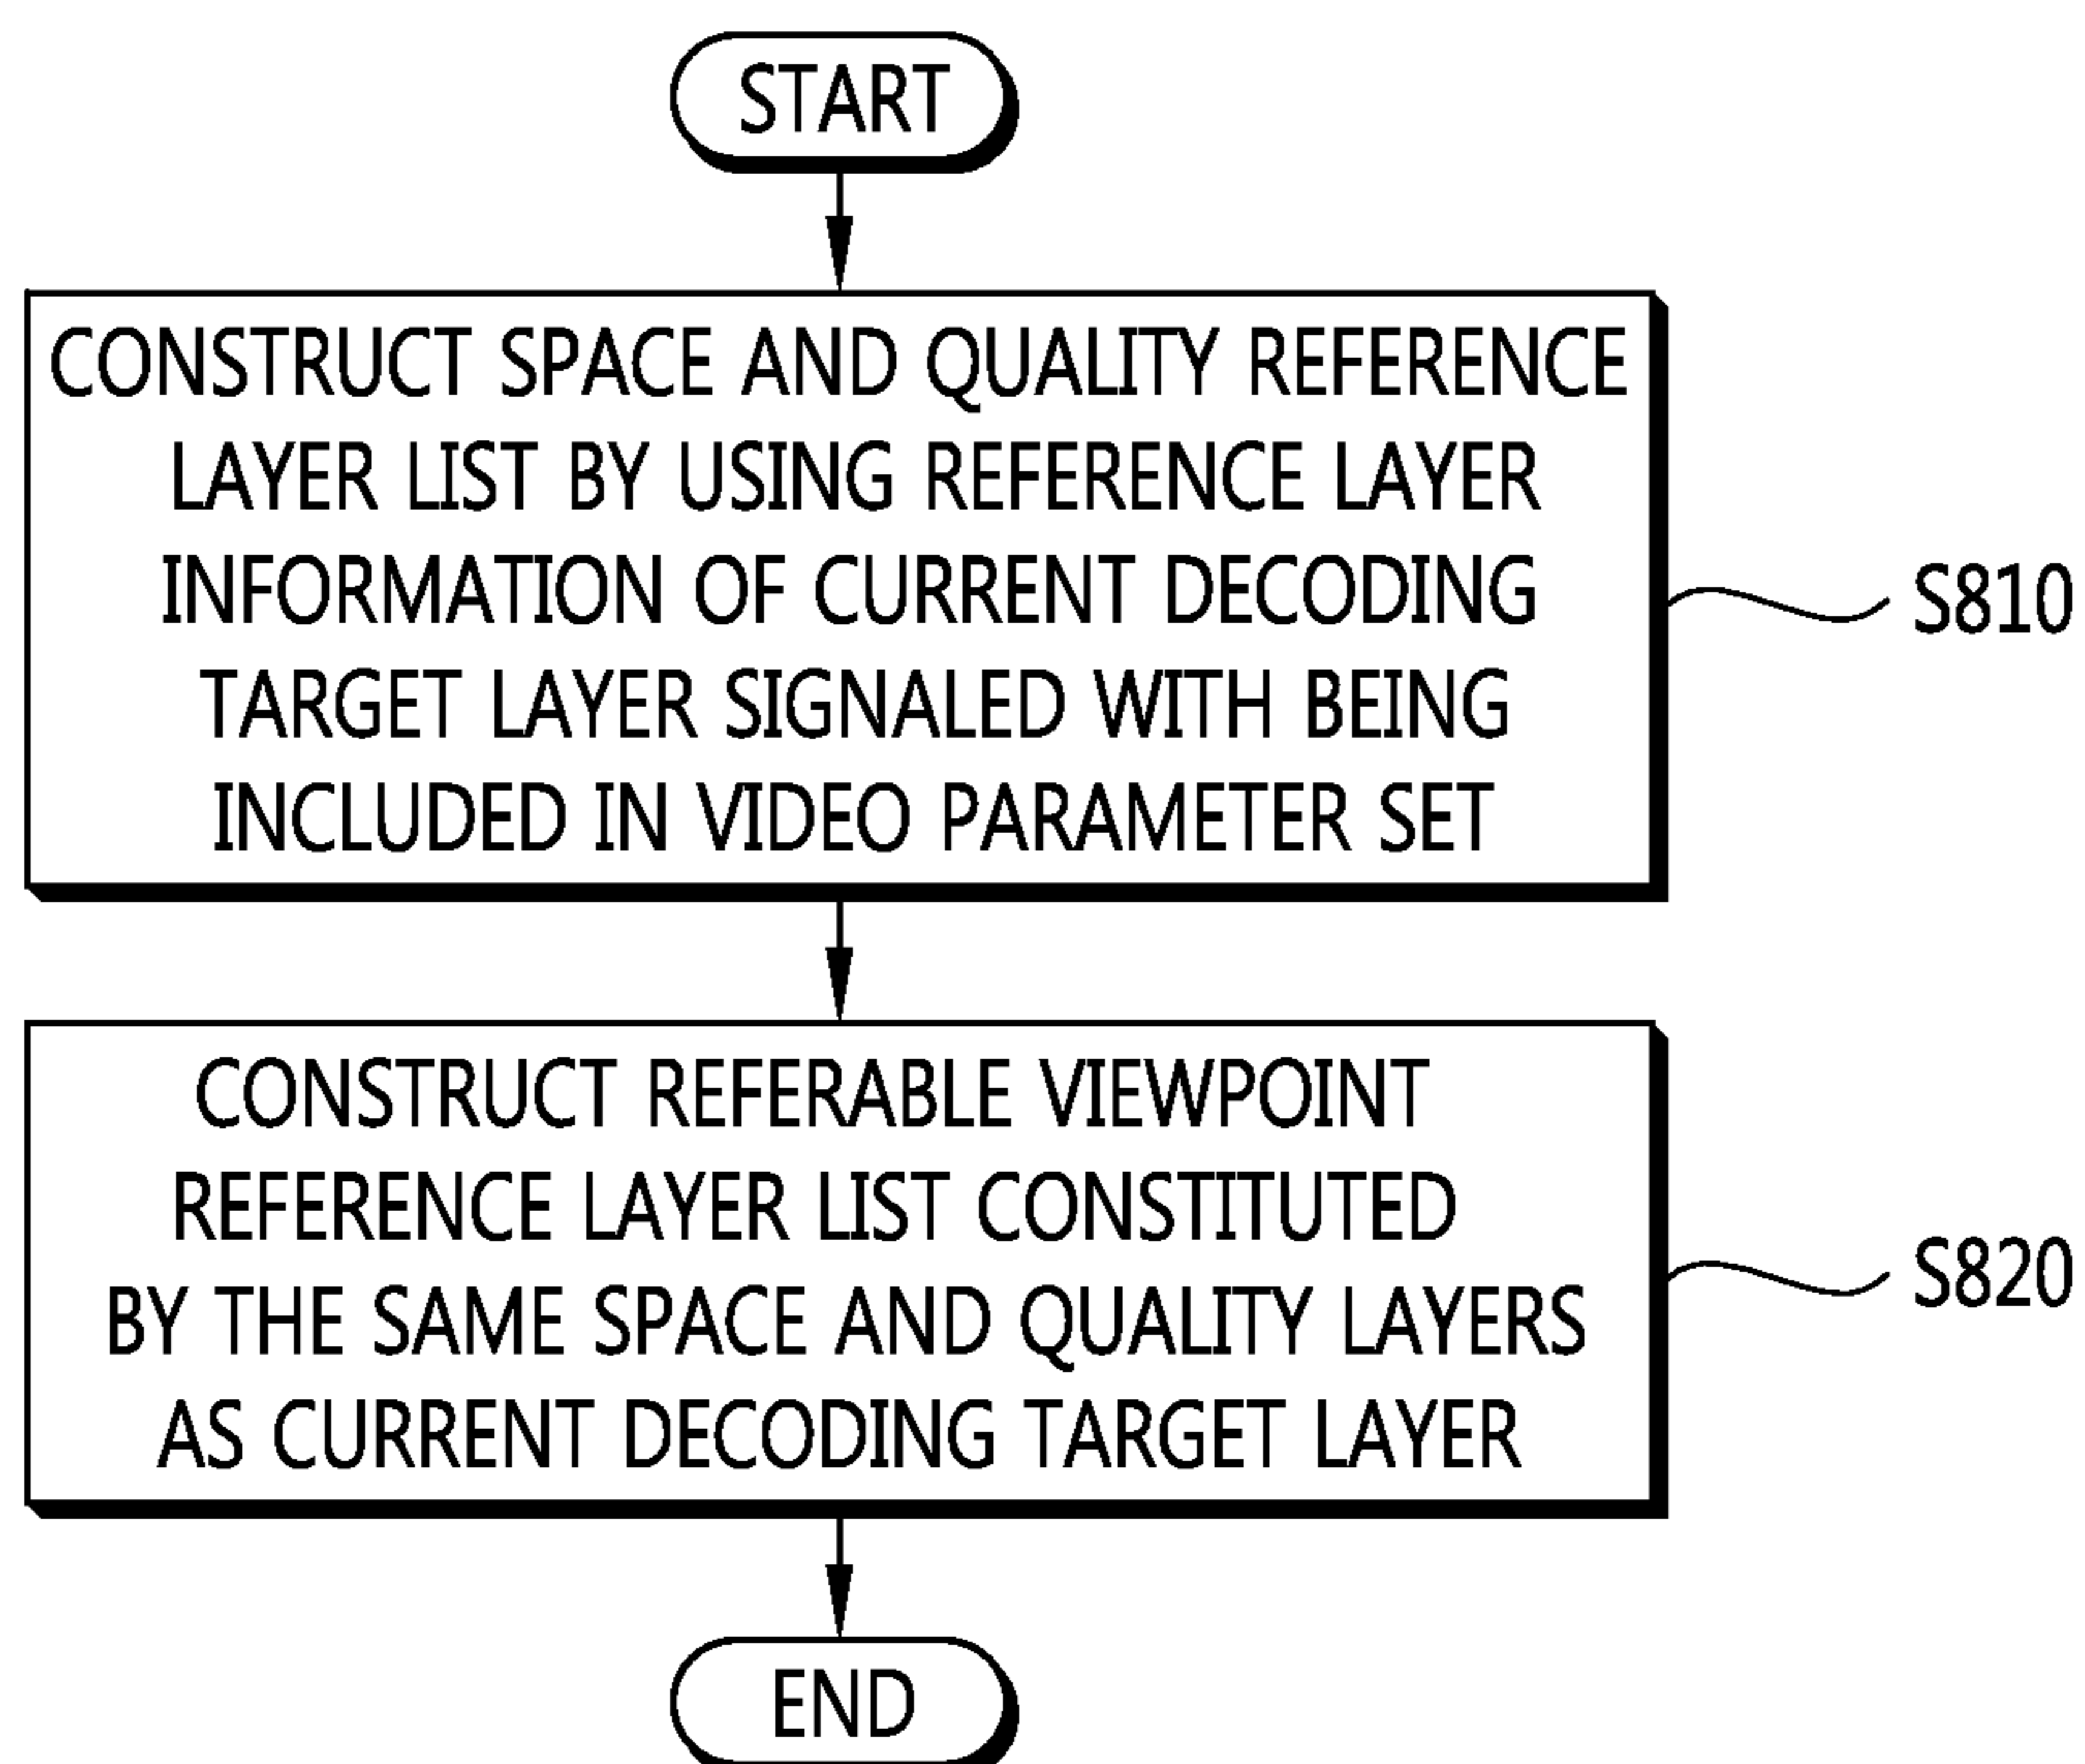 START
CONSTRUCT SPACE AND QUALITY REFERENCE
LAYER LIST BY USING REFERENCE LAYER
INFORMATION OF CURRENT DECODING
TARGET LAYER SIGNALED WITH BEING
INCLUDED IN VIDEO PARAMETER SET
S810
CONSTRUCT REFERABLE VIEWPOINT
REFERENCE LAYER LIST CONSTITUTED
BY THE SAME SPACE AND QUALITY LAYERS
AS CURRENT DECODING TARGET LAYER
S820
END